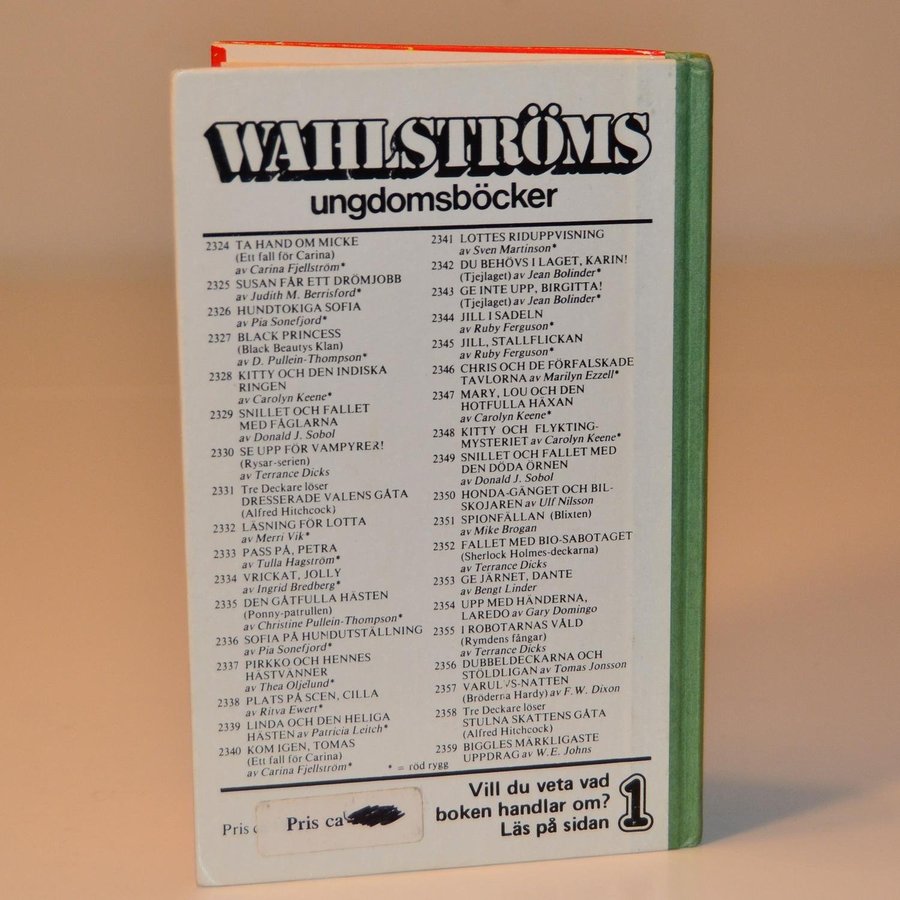 WAHLSTRÖMS
ungdomsböcker
2324 TA HAND OM MICKE
(Ett fall för Carina)
av Carina Fjellström*
2325 SUSAN FÅR ETT DRÖMJOBB
av Judith M. Berrisford*
2326 HUNDTOKIGA SOFIA
av Pia Sonefjord*
2327 BLACK PRINCESS
(Black Beautys Klan)
av D. Pullein-Thompson*
2328 KITTY OCH DEN INDISKA
RINGEN
av Carolyn Keene*
2329 SNILLET OCH FALLET
MED FÅGLARNA
av Donald J. Sobol
2330 SE UPP FÖR VAMPYRER!
(Rysar-serien)
av Terrance Dicks
2331 Tre Deckare löser
DRESSERADE VALENS GÅTA
(Alfred Hitchcock)
2332 LÄSNING FÖR LOTTA
av Merri Vik*
2333 PASS PÅ, PETRA
av Tulla Hagström*
2334 VRICKAT, JOLLY
av Ingrid Bredberg*
2335 DEN GÅTFULLA HÄSTEN
(Ponny-patrullen)
av Christine Pullein-Thompson*
2336 SOFIA PÅ HUNDUTSTÄLLNING
av Pia Sonefjord*
2337 PIRKKO OCH HENNES
HÄSTVÄNNER
av Thea Oljelund*
2338 PLATS PÅ SCEN, CILLA
av Ritva Ewert*
2339 LINDA OCH DEN HELIGA
HÄSTEN av Patricia Leitch*
2340 KOM IGEN, TOMAS
(Ett fall för Carina)
av Carina Fjellström*
* = röd rygg
2341 LOTTES RIDUPPVISNING
av Sven Martinson*
2342 DU BEHÖVS I LAGET, KARIN!
(Tjejlaget) av Jean Bolinder*
2343 GE INTE UPP, BIRGITTA!
(Tjejlaget) av Jean Bolinder*
2344 JILL I SADELN
av Ruby Ferguson*
2345 JILL, STALLFLICKAN
av Ruby Ferguson*
2346 CHRIS OCH DE FÖRFALSKADE
TAVLORNA av Marilyn Ezzell*
2347 MARY, LOU OCH DEN
HOTFULLA HÄXAN
av Carolyn Keene*
2348 KITTY OCH FLYKTING-
MYSTERIET av Carolyn Keene*
2349 SNILLET OCH FALLET MED
DEN DÖDA ÖRNEN
av Donald J. Sobol
2350 HONDA-GÄNGET OCH BIL-
SKOJAREN av Ulf Nilsson
2351 SPIONFÄLLAN (Blixten)
av Mike Brogan
2352 FALLET MED BIO-SABOTAGET
(Sherlock Holmes-deckarna)
av Terrance Dicks
2353 GE JÄRNET, DANTE
av Bengt Linder
2354 UPP MED HÄNDERNA,
LAREDO av Gary Domingo
2355 I ROBOTARNAS VÅLD
(Rymdens fångar)
av Terrance Dicks
2356 DUBBELDECKARNA OCH
STÖLDLIGAN av Tomas Jonsson
2357 VARULVS-NATTEN
(Bröderna Hardy) av F.W. Dixon
2358 Tre Deckare löser
STULNA SKATTENS GÅTA
(Alfred Hitchcock)
2359 BIGGLES MÄRKLIGASTE
UPPDRAG av W.E. Johns
Pris
Pris ca
Vill du veta vad
boken handlar om?
Läs på sidan 1